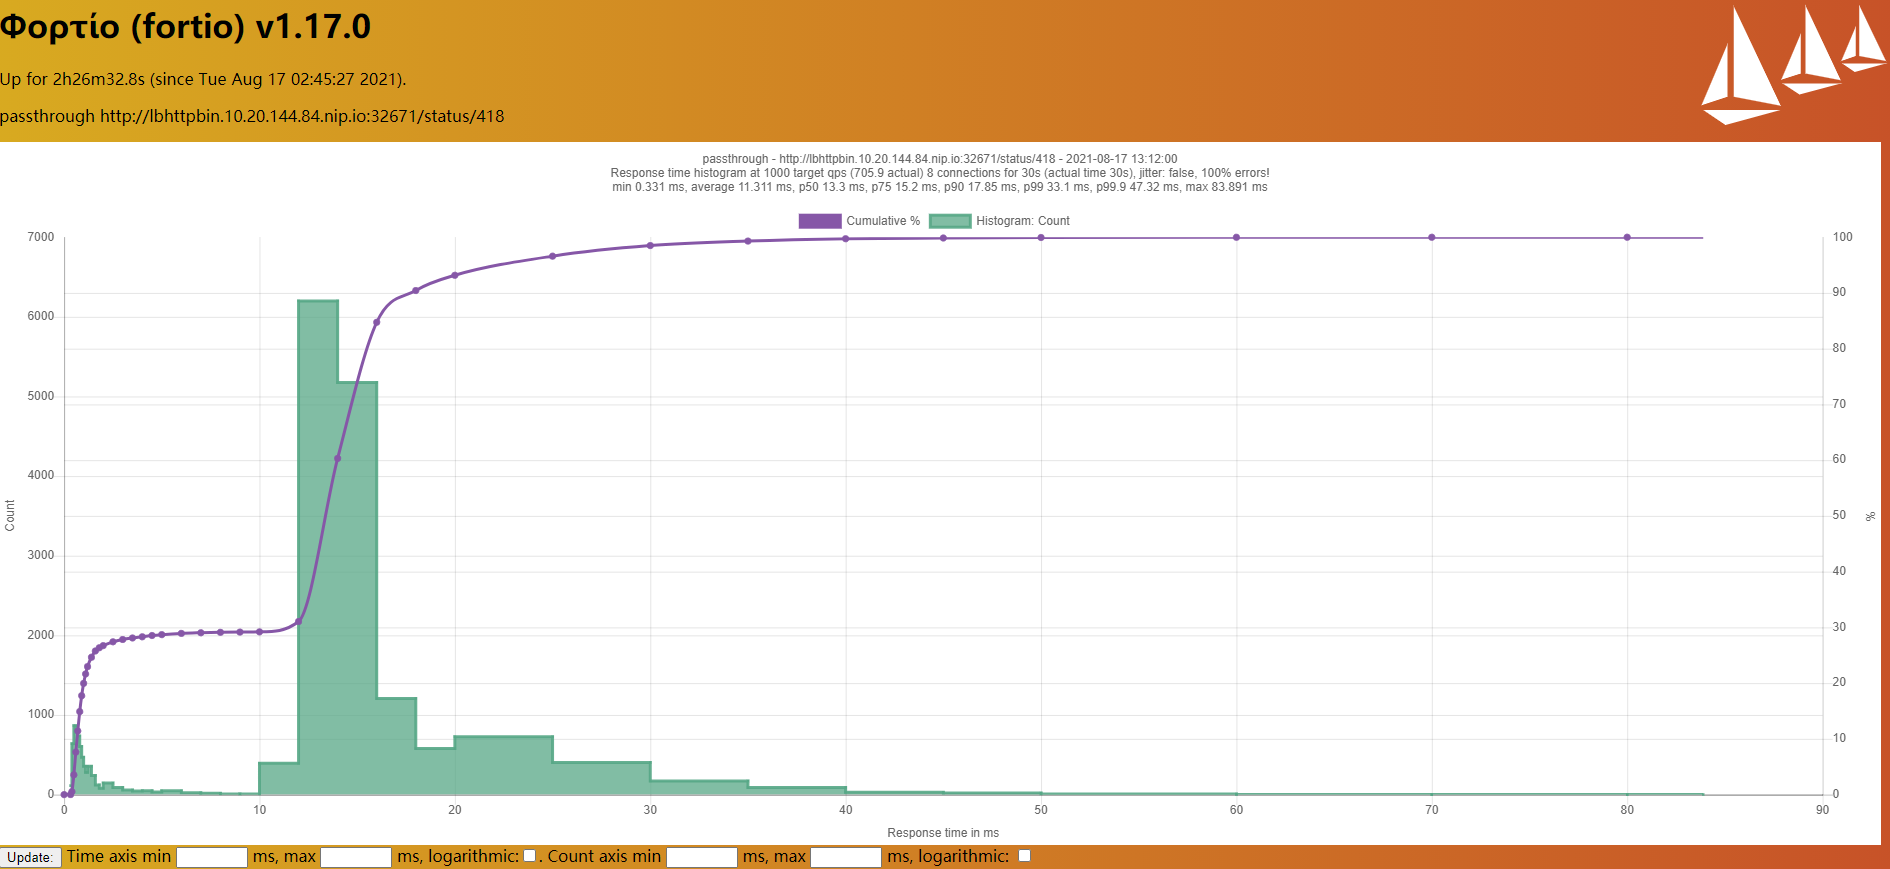 Φορτίο (fortio) v1.17.0
Up for 2h26m32.8s (since Tue Aug 17 02:45:27 2021).
passthrough http://lbhttpbin.10.20.144.84.nip.io:32671/status/418
passthrough - http://lbhttpbin.10.20.144.84.nip.io:32671/status/418 - 2021-08-17 13:12:00
Response time histogram at 1000 target qps (705.9 actual) 8 connections for 30s (actual time 30s), jitter: false, 100% errors!
min 0.331 ms, average 11.311 ms, p50 13.3 ms, p75 15.2 ms, p90 17.85 ms, p99 33.1 ms, p99.9 47.32 ms, max 83.891 ms
Cumulative % Histogram: Count
7000
6000
5000
4000
3000
2000
1000
0
Count
100
90
80
70
60
50
40
30
20
10
0
%
0 10 20 30 40 50 60 70 80 90
Response time in ms
Update: Time axis min ms, max ms, logarithmic: . Count axis min ms, max ms, logarithmic: